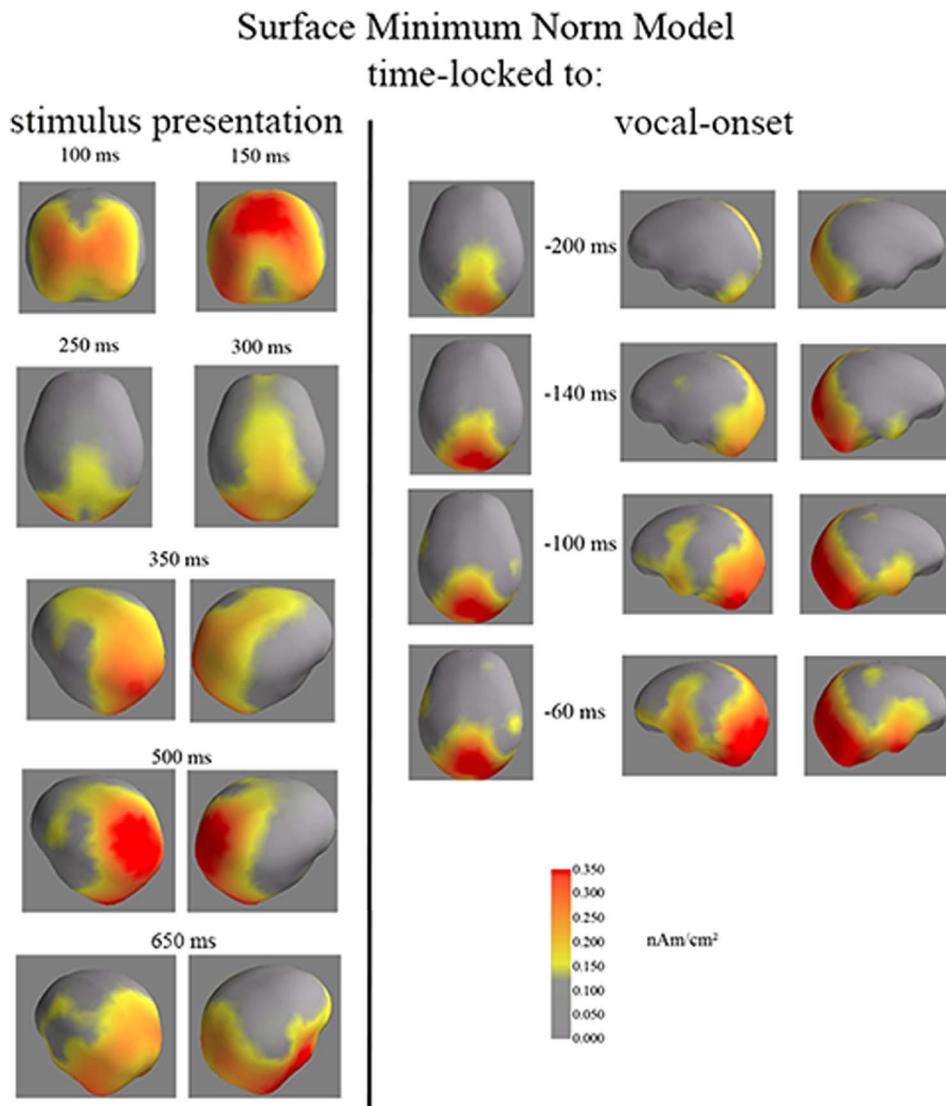 Surface Minimum Norm Model
time-locked to:
stimulus presentation
100 ms 150 ms
250 ms 300 ms
350 ms
500 ms
650 ms
vocal-onset
-200 ms
-140 ms
-100 ms
-60 ms
0.350
0.300
0.250
0.200
0.150
0.100
0.050
0.000
nAm/cm²